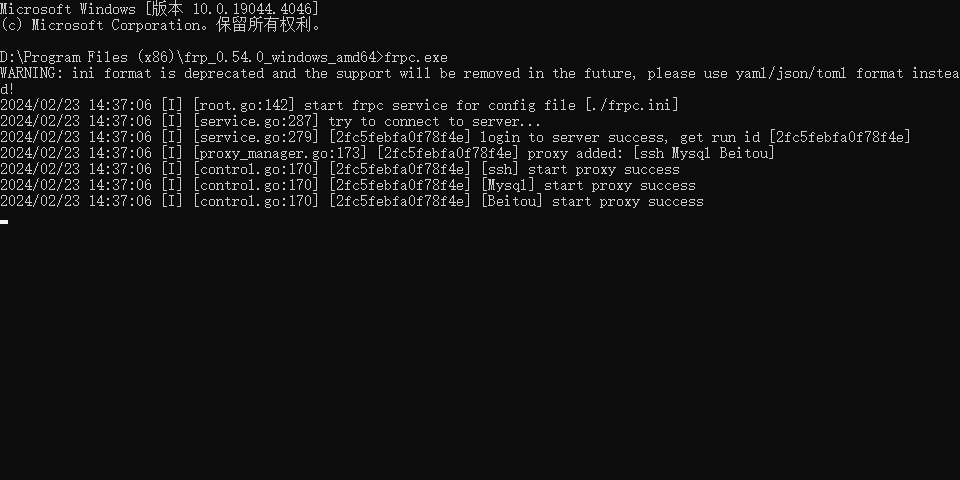 Microsoft Windows [版本 10.0.19044.4046]
(c) Microsoft Corporation。保留所有权利。
D:\Program Files (x86)\frp_0.54.0_windows_amd64>frpc.exe
WARNING: ini format is deprecated and the support will be removed in the future, please use yaml/json/toml format instea
d!
2024/02/23 14:37:06 [I] [root.go:142] start frpc service for config file [./frpc.ini]
2024/02/23 14:37:06 [I] [service.go:287] try to connect to server...
2024/02/23 14:37:06 [I] [service.go:279] [2fc5febfa0f78f4e] login to server success, get run id [2fc5febfa0f78f4e]
2024/02/23 14:37:06 [I] [proxy_manager.go:173] [2fc5febfa0f78f4e] proxy added: [ssh Mysql Beitou]
2024/02/23 14:37:06 [I] [control.go:170] [2fc5febfa0f78f4e] [ssh] start proxy success
2024/02/23 14:37:06 [I] [control.go:170] [2fc5febfa0f78f4e] [Mysql] start proxy success
2024/02/23 14:37:06 [I] [control.go:170] [2fc5febfa0f78f4e] [Beitou] start proxy success